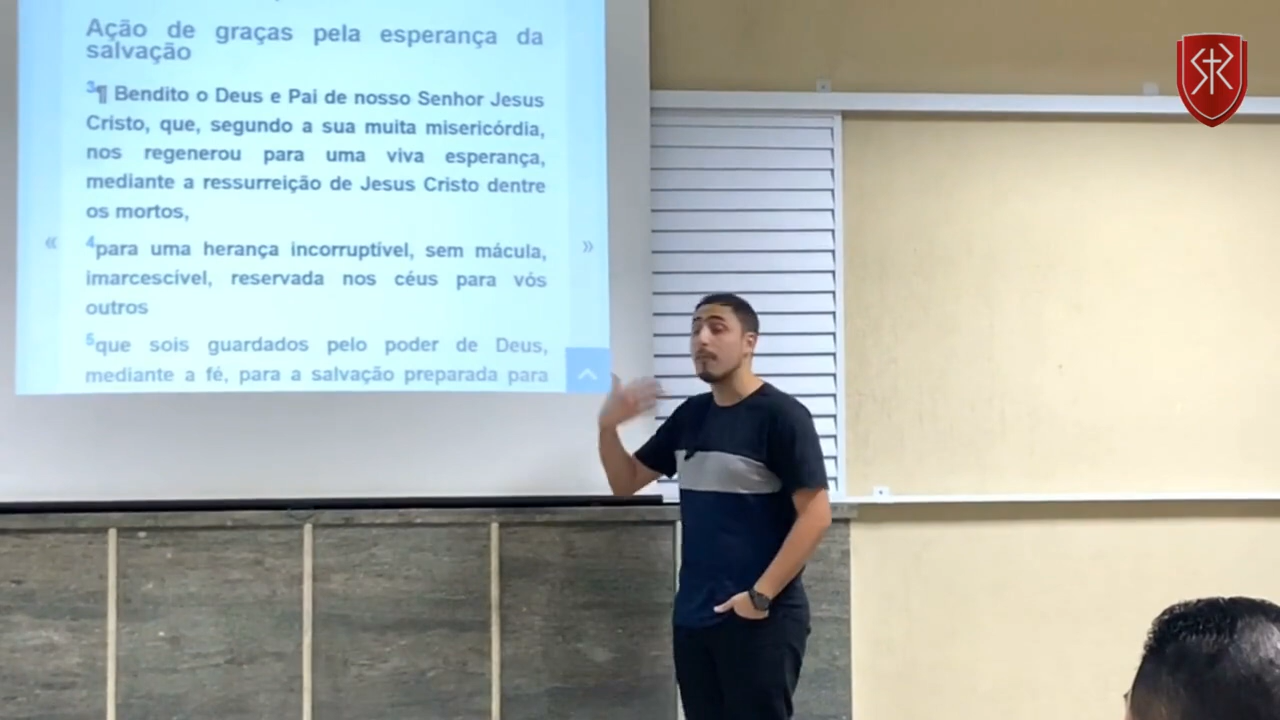 Ação de graças pela esperança da
salvação
3¶ Bendito o Deus e Pai de nosso Senhor Jesus
Cristo, que, segundo a sua muita misericórdia,
nos regenerou para uma viva esperança,
mediante a ressurreição de Jesus Cristo dentre
os mortos,
4para uma herança incorruptível, sem mácula,
imarcescível, reservada nos céus para vós
outros
5que sois guardados pelo poder de Deus,
mediante a fé, para a salvação preparada para
«
»